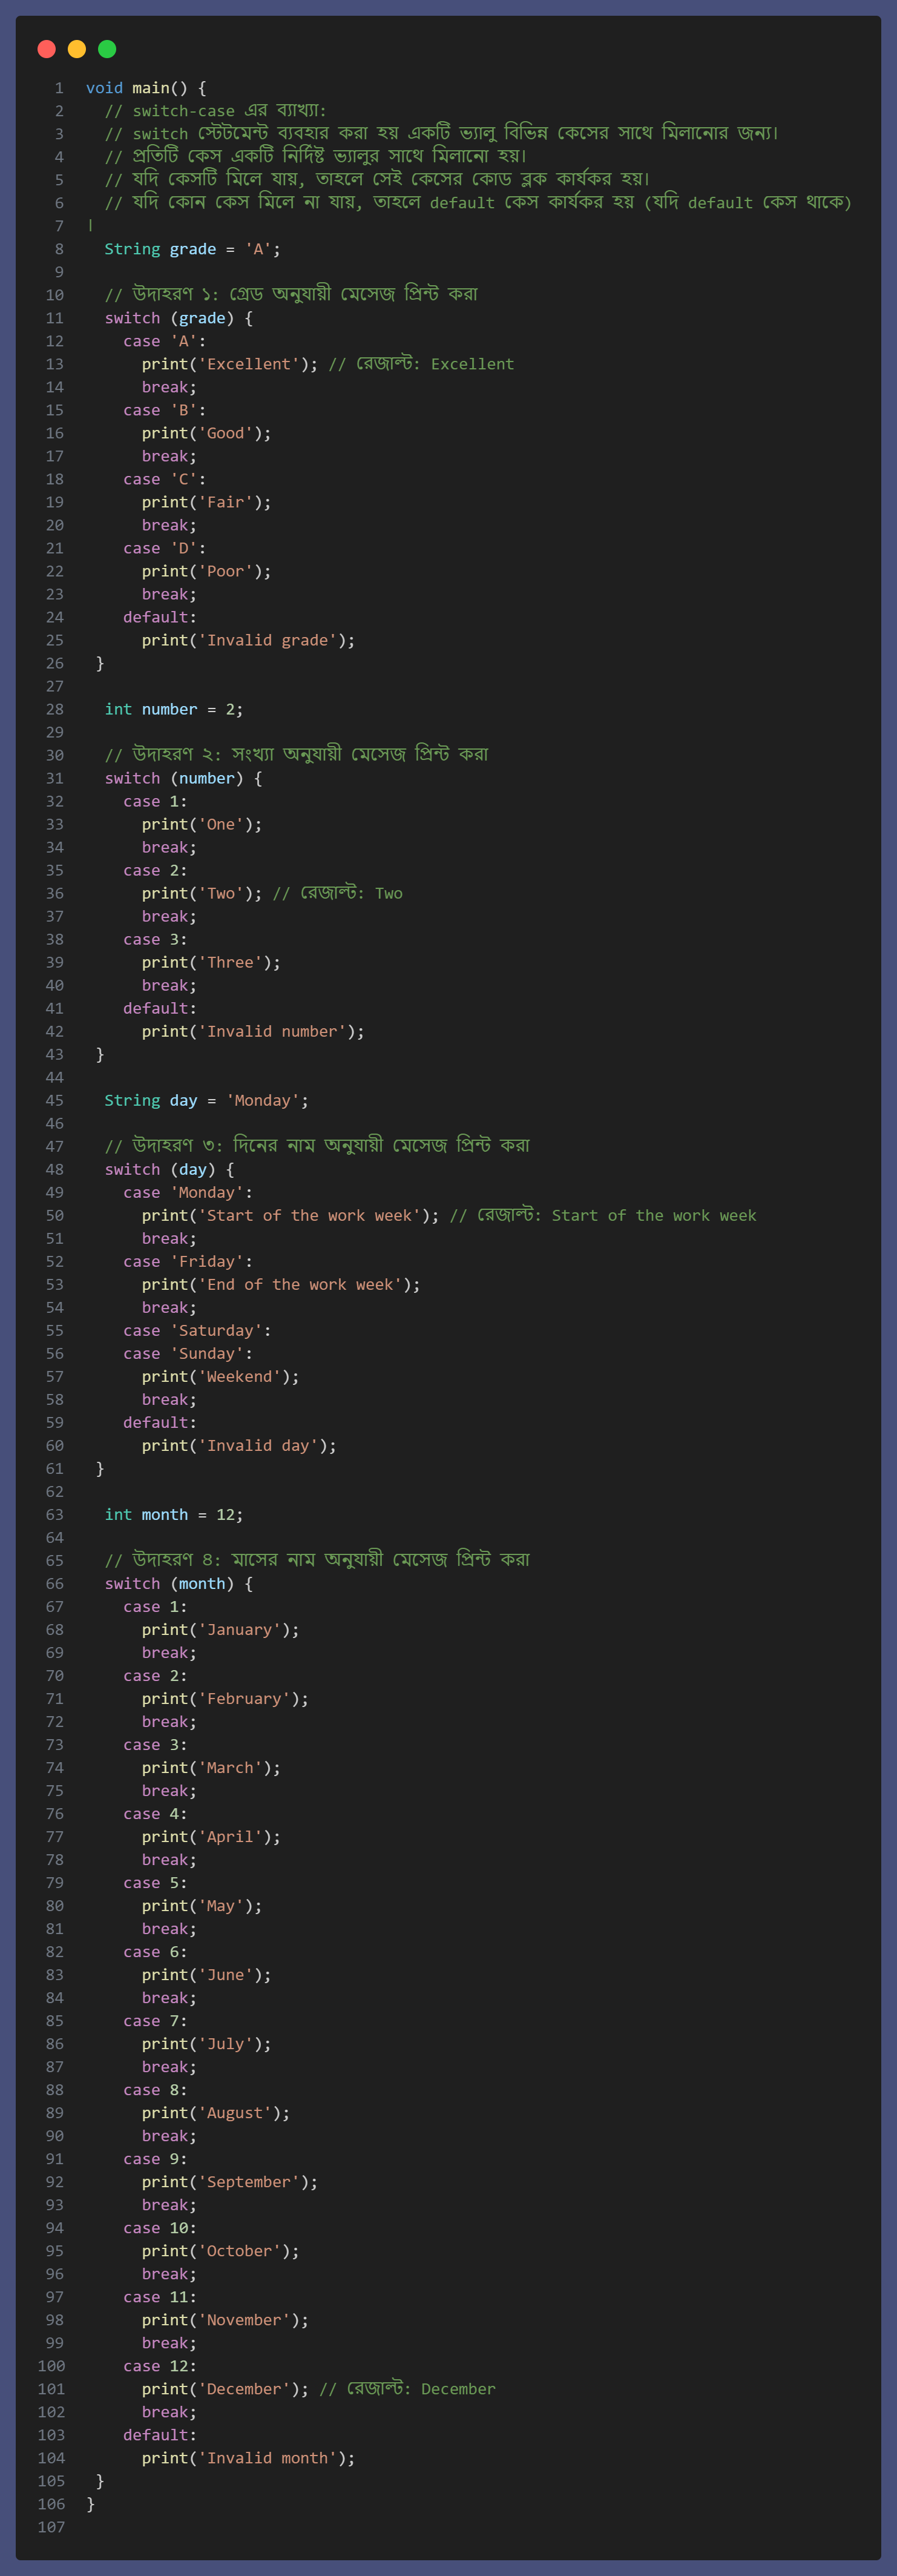 1 void main() {
2 // switch-case এর ব্যাখ্যা:
3 // switch স্টেটমেন্ট ব্যবহার করা হয় একটি ভ্যালু বিভিন্ন কেসের সাথে মিলানোর জন্য।
4 // প্রতিটি কেস একটি নির্দিষ্ট ভ্যালুর সাথে মিলানো হয়।
5 // যদি কেসটি মিলে যায়, তাহলে সেই কেসের কোড ব্লক কার্যকর হয়।
6 // যদি কোন কেস মিলে না যায়, তাহলে default কেস কার্যকর হয় (যদি default কেস থাকে)
7 ।
8 String grade = 'A';
9
10 // উদাহরণ ১: গ্রেড অনুযায়ী মেসেজ প্রিন্ট করা
11 switch (grade) {
12 case 'A':
13 print('Excellent'); // রেজাল্ট: Excellent
14 break;
15 case 'B':
16 print('Good');
17 break;
18 case 'C':
19 print('Fair');
20 break;
21 case 'D':
22 print('Poor');
23 break;
24 default:
25 print('Invalid grade');
26 }
27
28 int number = 2;
29
30 // উদাহরণ ২: সংখ্যা অনুযায়ী মেসেজ প্রিন্ট করা
31 switch (number) {
32 case 1:
33 print('One');
34 break;
35 case 2:
36 print('Two'); // রেজাল্ট: Two
37 break;
38 case 3:
39 print('Three');
40 break;
41 default:
42 print('Invalid number');
43 }
44
45 String day = 'Monday';
46
47 // উদাহরণ ৩: দিনের নাম অনুযায়ী মেসেজ প্রিন্ট করা
48 switch (day) {
49 case 'Monday':
50 print('Start of the work week'); // রেজাল্ট: Start of the work week
51 break;
52 case 'Friday':
53 print('End of the work week');
54 break;
55 case 'Saturday':
56 case 'Sunday':
57 print('Weekend');
58 break;
59 default:
60 print('Invalid day');
61 }
62
63 int month = 12;
64
65 // উদাহরণ ৪: মাসের নাম অনুযায়ী মেসেজ প্রিন্ট করা
66 switch (month) {
67 case 1:
68 print('January');
69 break;
70 case 2:
71 print('February');
72 break;
73 case 3:
74 print('March');
75 break;
76 case 4:
77 print('April');
78 break;
79 case 5:
80 print('May');
81 break;
82 case 6:
83 print('June');
84 break;
85 case 7:
86 print('July');
87 break;
88 case 8:
89 print('August');
90 break;
91 case 9:
92 print('September');
93 break;
94 case 10:
95 print('October');
96 break;
97 case 11:
98 print('November');
99 break;
100 case 12:
101 print('December'); // রেজাল্ট: December
102 break;
103 default:
104 print('Invalid month');
105 }
106 }
107